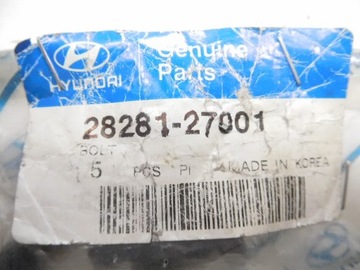 HYUNDAI
Genuine
Parts
28281-27001
BOLT
5 PCS MADE IN KOREA